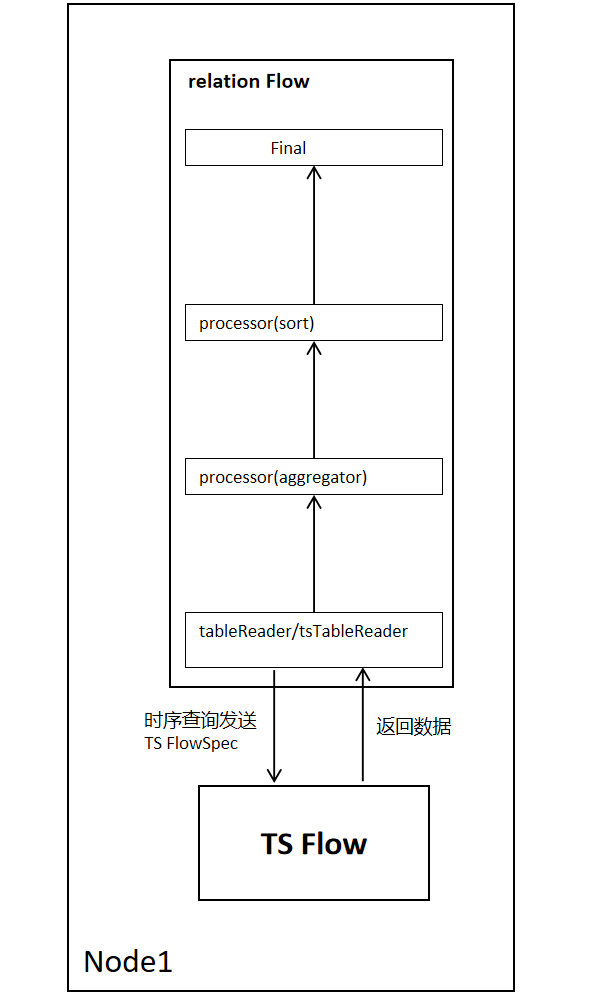 relation Flow
Final
processor(sort)
processor(aggregator)
tableReader/tsTableReader
时序查询发送
TS FlowSpec
返回数据
TS Flow
Node1